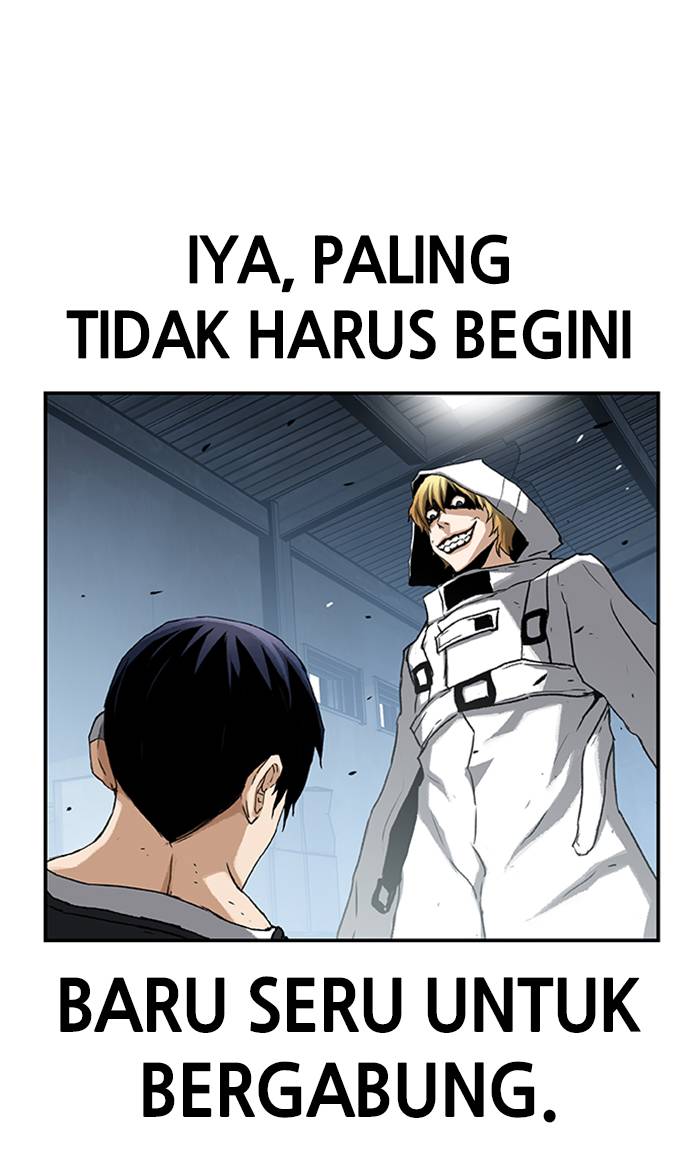 IYA, PALING
TIDAK HARUS BEGINI
BARU SERU UNTUK
BERGABUNG.